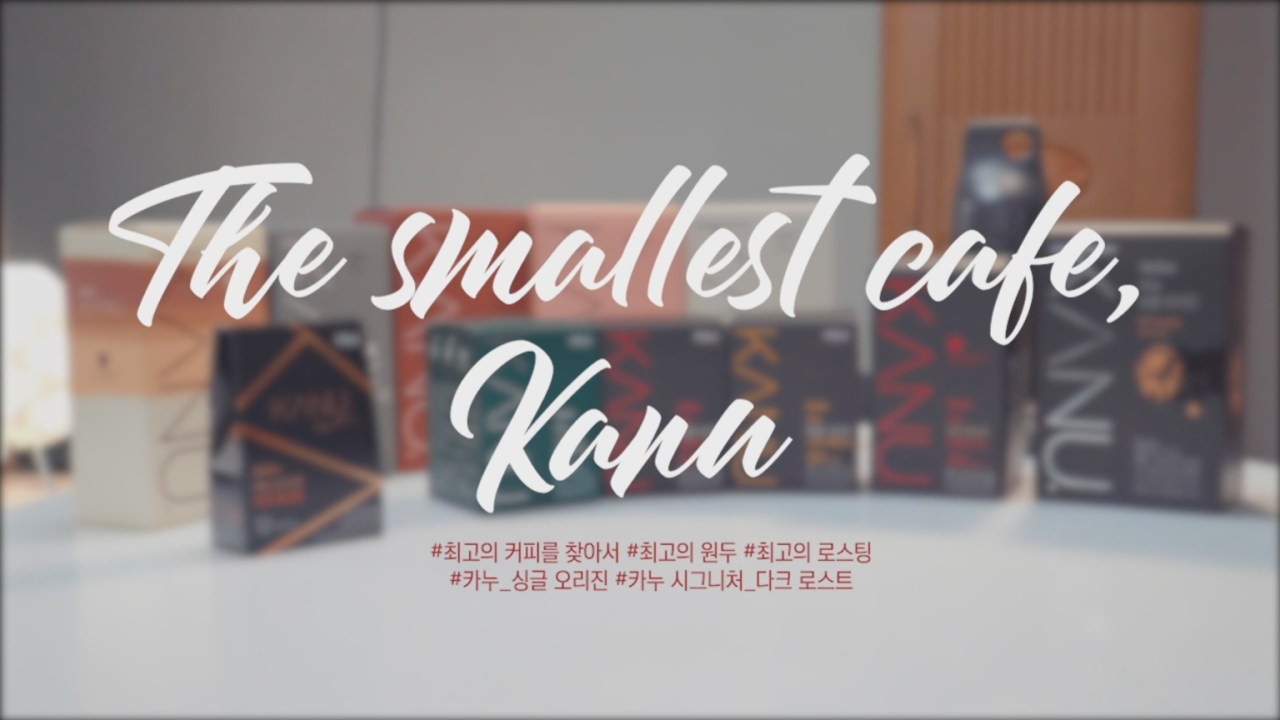 The smallest cafe,
Kanu
#최고의 커피를 찾아서 #최고의 원두 #최고의 로스팅
#카누_싱글 오리진 #카누 시그니처_다크 로스트
KANU
KANU